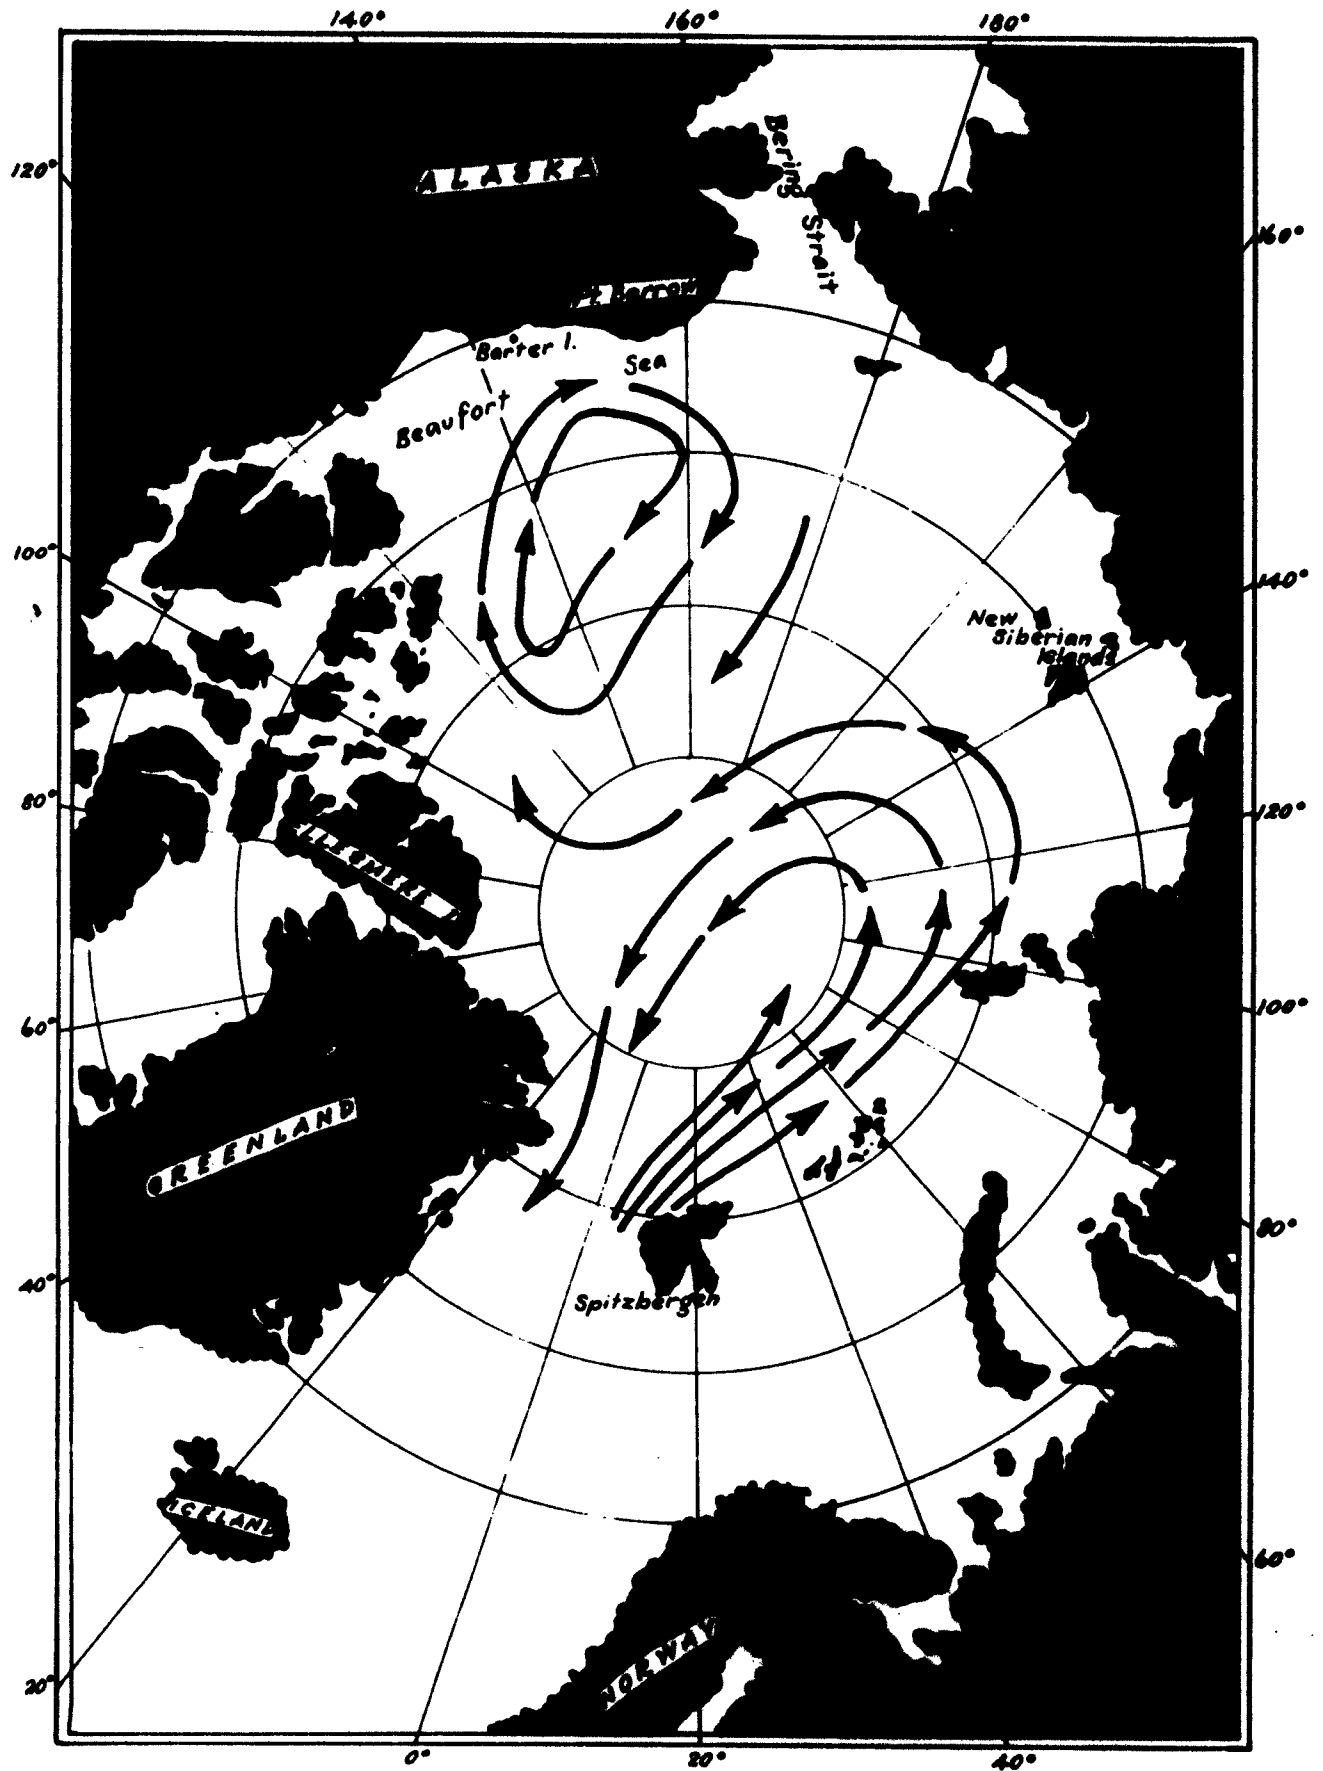 140°
160°
180°
120°
ALASKA
Bering
Strait
160°
Pt Barrow
Barter I.
Sea
Beaufort
100°
140°
New
Siberian
Islands
80°
120°
ELLESMERE I.
100°
60°
GREENLAND
80°
40°
Spitzbergen
ICELAND
60°
NORWAY
20°
0°
20°
40°